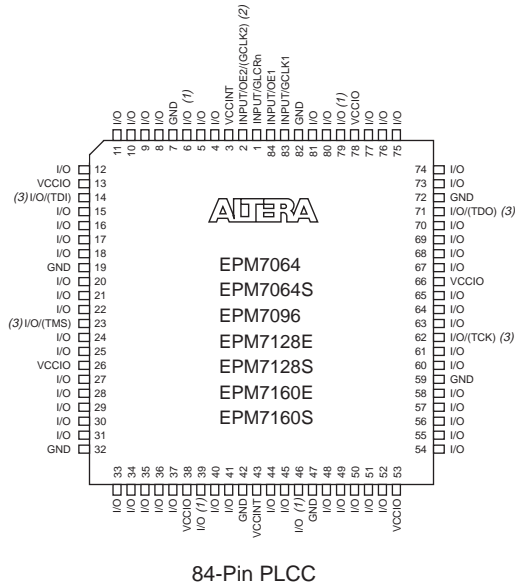 I/O 11
I/O 10
I/O 9
I/O 8
GND 7
I/O (1) 6
I/O 5
I/O 4
VCCINT 3
INPUT/OE2/(GCLK2) (2) 2
INPUT/GLCRn 1
INPUT/OE1 84
INPUT/GCLK1 83
GND 82
I/O 81
I/O 80
I/O (1) 79
VCCIO 78
I/O 77
I/O 76
I/O 75
I/O 12
VCCIO 13
(3) I/O/(TDI) 14
I/O 15
I/O 16
I/O 17
I/O 18
GND 19
I/O 20
I/O 21
I/O 22
(3) I/O/(TMS) 23
I/O 24
I/O 25
VCCIO 26
I/O 27
I/O 28
I/O 29
I/O 30
I/O 31
GND 32
ALTERA
EPM7064
EPM7064S
EPM7096
EPM7128E
EPM7128S
EPM7160E
EPM7160S
74 I/O
73 I/O
72 GND
71 I/O/(TDO) (3)
70 I/O
69 I/O
68 I/O
67 I/O
66 VCCIO
65 I/O
64 I/O
63 I/O
62 I/O/(TCK) (3)
61 I/O
60 I/O
59 GND
58 I/O
57 I/O
56 I/O
55 I/O
54 I/O
33 I/O
34 I/O
35 I/O
36 I/O
37 I/O
38 VCCIO
39 I/O (1)
40 I/O
41 I/O
42 GND
43 VCCINT
44 I/O
45 I/O
46 I/O (1)
47 GND
48 I/O
49 I/O
50 I/O
51 I/O
52 I/O
53 VCCIO
84-Pin PLCC